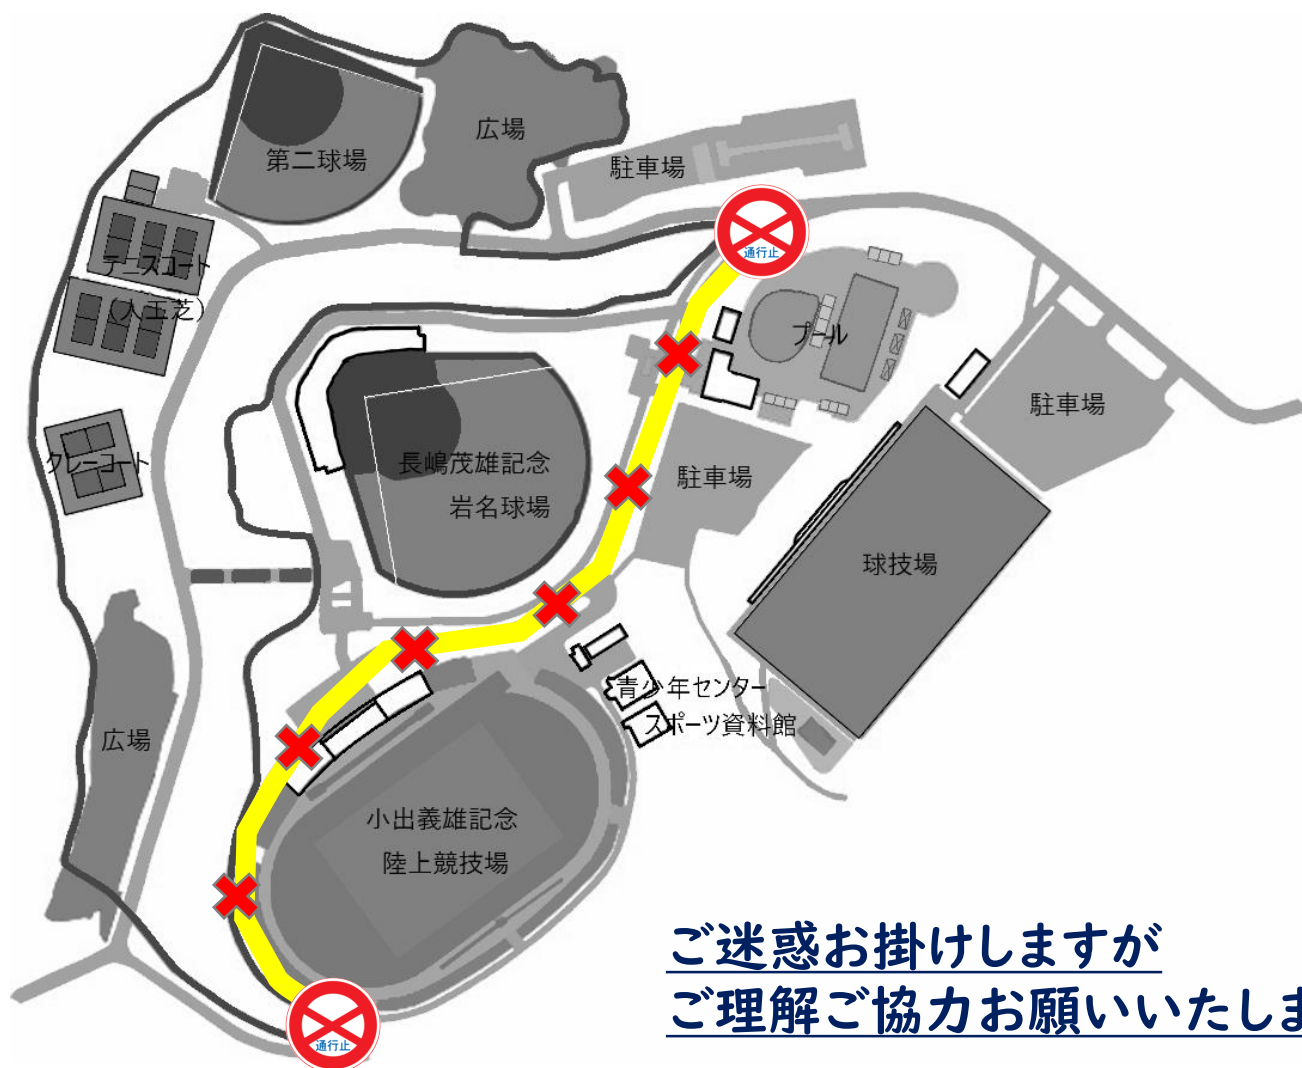 広場
第二球場
駐車場
通行止
テニスコート
(人工芝)
プール
駐車場
クレーコート
長嶋茂雄記念
岩名球場
駐車場
球技場
青少年センター
スポーツ資料館
広場
小出義雄記念
陸上競技場
ご迷惑お掛けしますが
ご理解ご協力お願いいたしま
通行止